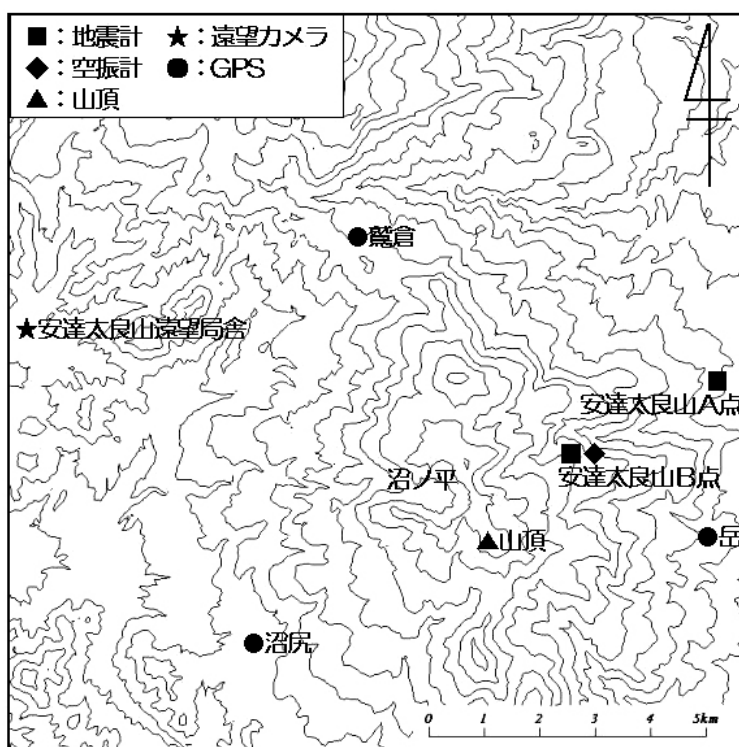 ■：地震計 ★：遠望カメラ
◆：空振計 ●：GPS
▲：山頂
鷲倉
安達太良山遠望局舎
安達太良山A点
沼ノ平
安達太良山B点
山頂
岳
沼尻
0 1 2 3 4 5km